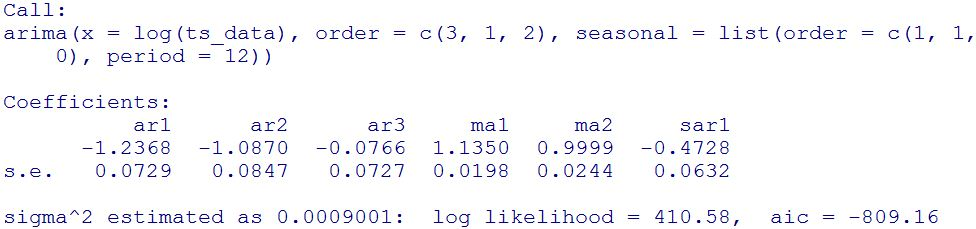 Call:
arima(x = log(ts_data), order = c(3, 1, 2), seasonal = list(order = c(1, 1,
    0), period = 12))
Coefficients:
          ar1      ar2      ar3     ma1     ma2     sar1
      -1.2368  -1.0870  -0.0766  1.1350  0.9999  -0.4728
s.e.   0.0729   0.0847   0.0727  0.0198  0.0244   0.0632
sigma^2 estimated as 0.0009001:  log likelihood = 410.58,  aic = -809.16